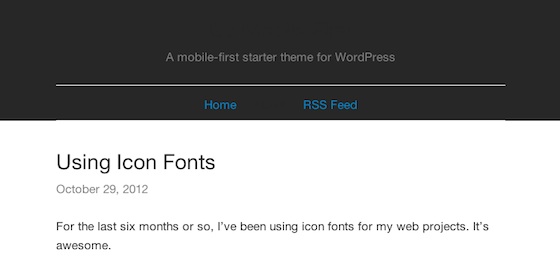 A mobile-first starter theme for WordPress
Home RSS Feed
Using Icon Fonts
October 29, 2012
For the last six months or so, I've been using icon fonts for my web projects. It's
awesome.